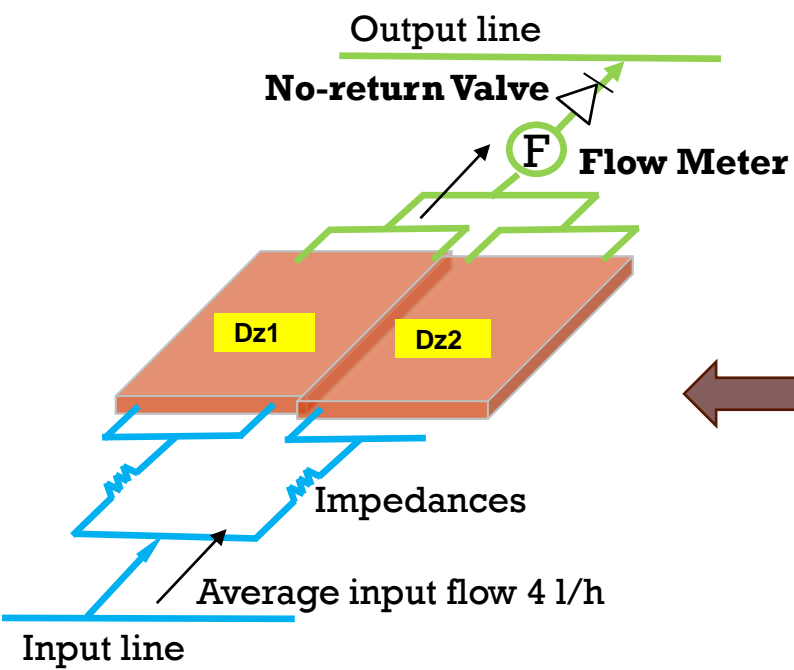 Output line
No-return Valve
F
Flow Meter
Dz1
Dz2
Impedances
Average input flow 4 l/h
Input line